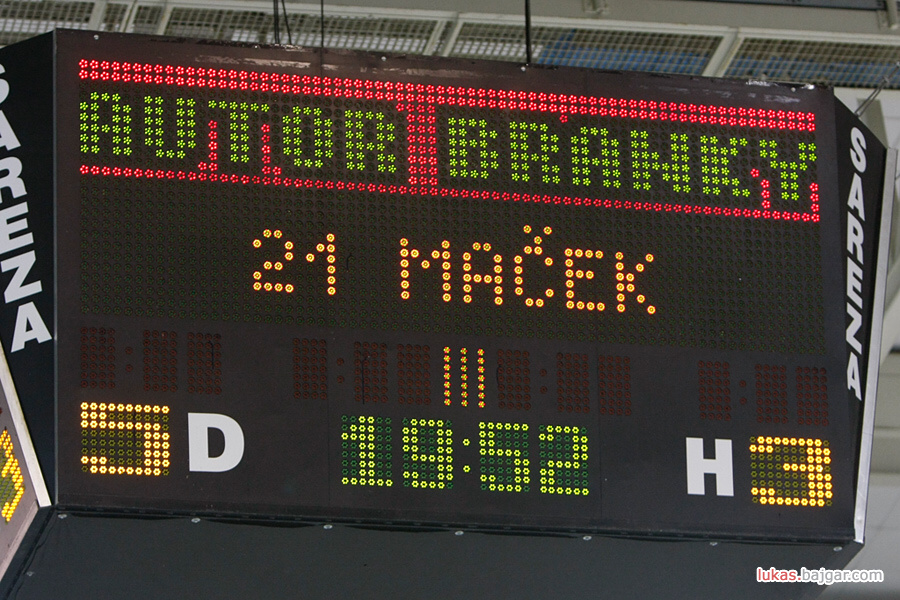 AUTOR BRANKY
21 MAČEK
III
5 D 19:52 H 3
SAREZA
SAREZA
lukas.bajgar.com